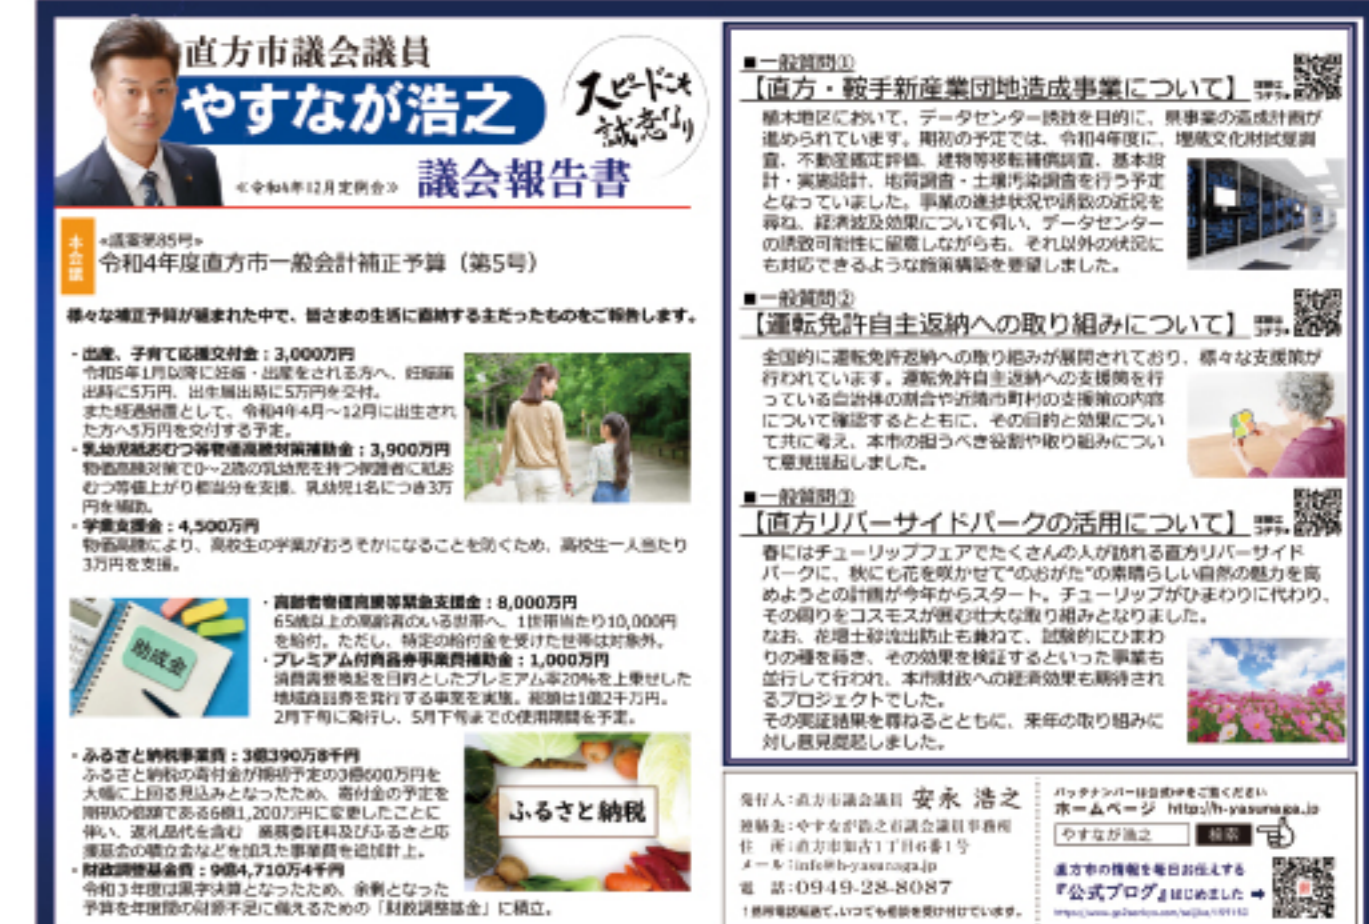 直方市議会議員
やすなが浩之
スピードこそ
誠意なり
≪令和4年12月定例会≫ 議会報告書
本会議
≪議案第85号≫
令和4年度直方市一般会計補正予算（第5号）
様々な補正予算が組まれた中で、皆さまの生活に直結する主だったものをご報告します。
・出産、子育て応援交付金：3,000万円
令和5年1月以降に妊娠・出産をされる方へ、妊娠届
出時に5万円、出生届出時に5万円を交付。
また経過措置として、令和4年4月～12月に出生され
た方へ5万円を交付する予定。
・乳幼児紙おむつ等物価高騰対策補助金：3,900万円
物価高騰対策で0～2歳の乳幼児を持つ保護者に紙お
むつ等値上がり相当分を支援、乳幼児1名につき3万
円を補助。
・学業支援金：4,500万円
物価高騰により、高校生の学業がおろそかになることを防ぐため、高校生一人当たり
3万円を支援。
助成金
・高齢者物価高騰等緊急支援金：8,000万円
65歳以上の高齢者のいる世帯へ、1世帯当たり10,000円
を給付。ただし、特定の給付金を受けた世帯は対象外。
・プレミアム付商品券事業費補助金：1,000万円
消費需要喚起を目的としたプレミアム率20%を上乗せした
地域商品券を発行する事業を実施。総額は1億2千万円。
2月下旬に発行し、5月下旬までの使用期間を予定。
・ふるさと納税事業費：3億390万8千円
ふるさと納税の寄付金が期初予定の3億600万円を
大幅に上回る見込みとなったため、寄付金の予定を
期初の倍額である6億1,200万円に変更したことに
伴い、返礼品代を含む 業務委託料及びふるさと応
援基金の積立金などを加えた事業費を追加計上。
ふるさと納税
・財政調整基金費：9億4,710万4千円
令和3年度は黒字決算となったため、余剰となった
予算を年度間の財源不足に備えるための「財政調整基金」に積立。
■一般質問①
【直方・鞍手新産業団地造成事業について】
植木地区において、データセンター誘致を目的に、県事業の造成計画が
進められています。期初の予定では、令和4年度に、埋蔵文化財試掘調
査、不動産鑑定評価、建物等移転補償調査、基本設
計・実施設計、地質調査・土壌汚染調査を行う予定
となっていました。事業の進捗状況や誘致の近況を
尋ね、経済波及効果について伺い、データセンター
の誘致可能性に留意しながらも、それ以外の状況に
も対応できるような施策構築を要望しました。
■一般質問②
【運転免許自主返納への取り組みについて】
全国的に運転免許返納への取り組みが展開されており、様々な支援策が
行われています。運転免許自主返納への支援策を行
っている自治体の割合や近隣市町村の支援策の内容
について確認するとともに、その目的と効果につい
て共に考え、本市の担うべき役割や取り組みについ
て意見提起しました。
■一般質問③
【直方リバーサイドパークの活用について】
春にはチューリップフェアでたくさんの人が訪れる直方リバーサイド
パークに、秋にも花を咲かせて“のおがた”の素晴らしい自然の魅力を高
めようとの計画が今年からスタート。チューリップがひまわりに代わり、
その周りをコスモスが囲む壮大な取り組みとなりました。
なお、花壇土砂流出防止も兼ねて、試験的にひまわ
りの種を蒔き、その効果を検証するといった事業も
並行して行われ、本市財政への経済効果も期待され
るプロジェクトでした。
その実証結果を尋ねるとともに、来年の取り組みに
対し意見提起しました。
発行人：直方市議会議員 安永 浩之
連絡先：やすなが浩之市議会議員事務所
住 所：直方市知古1丁目6番1号
メール：info@h-yasunaga.jp
電 話：0949-28-8087
↑携帯電話転送で、いつでも相談を受け付けています。
バックナンバーは公式HPをご覧ください
ホームページ http://h-yasunaga.jp
やすなが浩之 検索
直方市の情報を毎日お伝えする
『公式ブログ』はじめました ➡